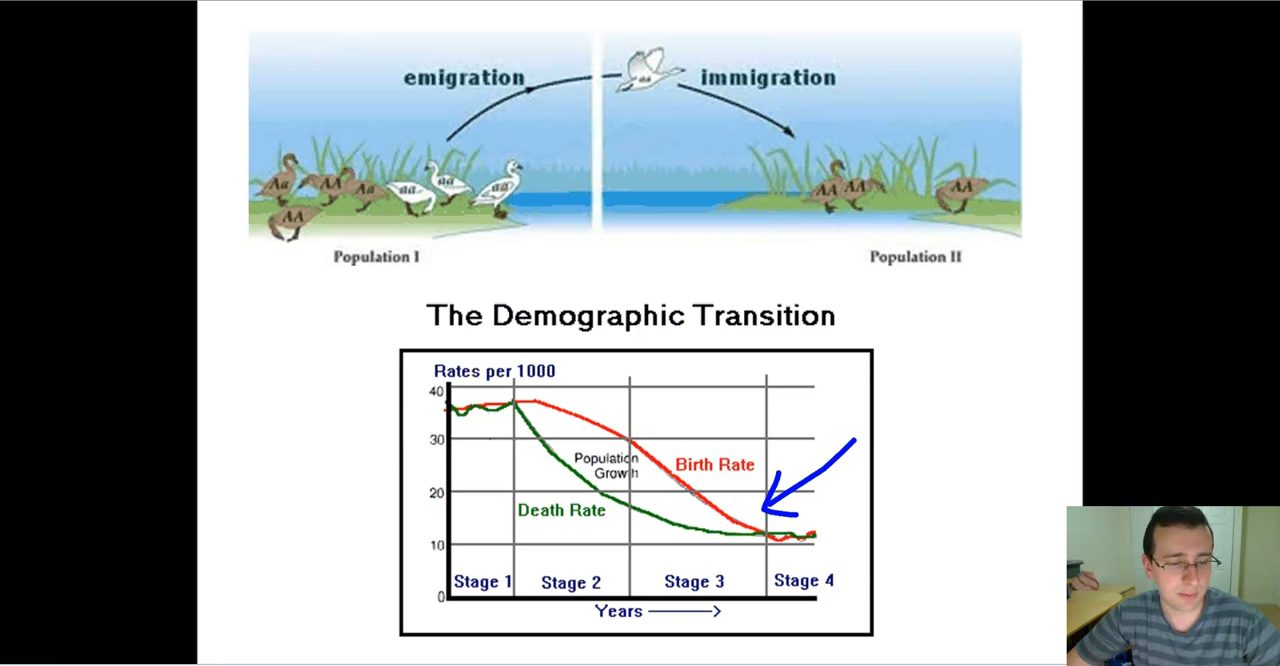 emigration
immigration
aa
Aa AA Aa aa aa aa
AA
AA AA AA
Population I
Population II
The Demographic Transition
Rates per 1000
40
30
Population
Growth
Birth Rate
20
Death Rate
10
Stage 1 Stage 2 Stage 3 Stage 4
0
Years